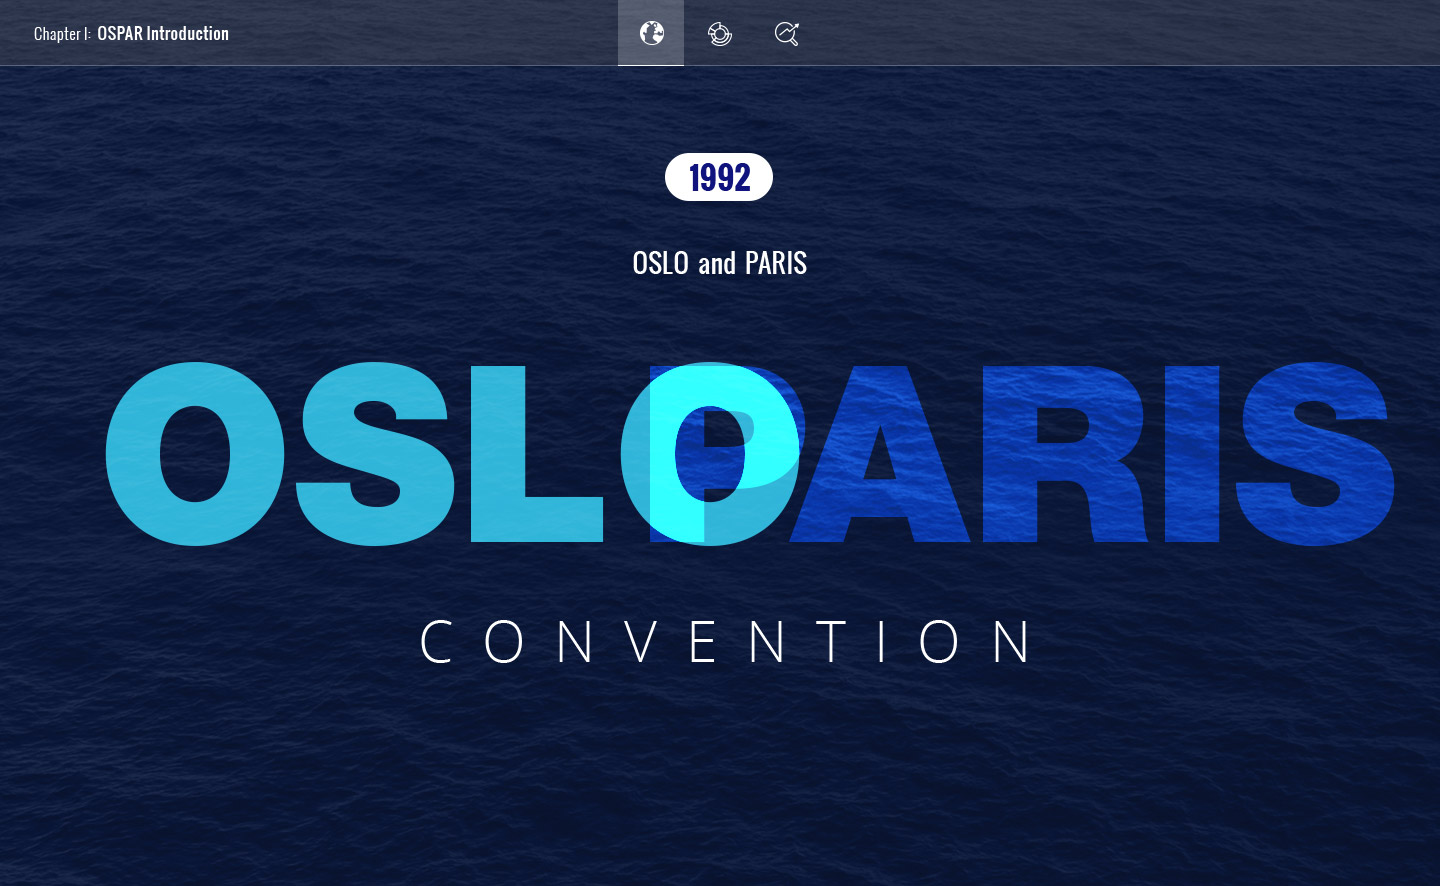 Chapter I: OSPAR Introduction
1992
OSLO and PARIS
OSLO PARIS
CONVENTION